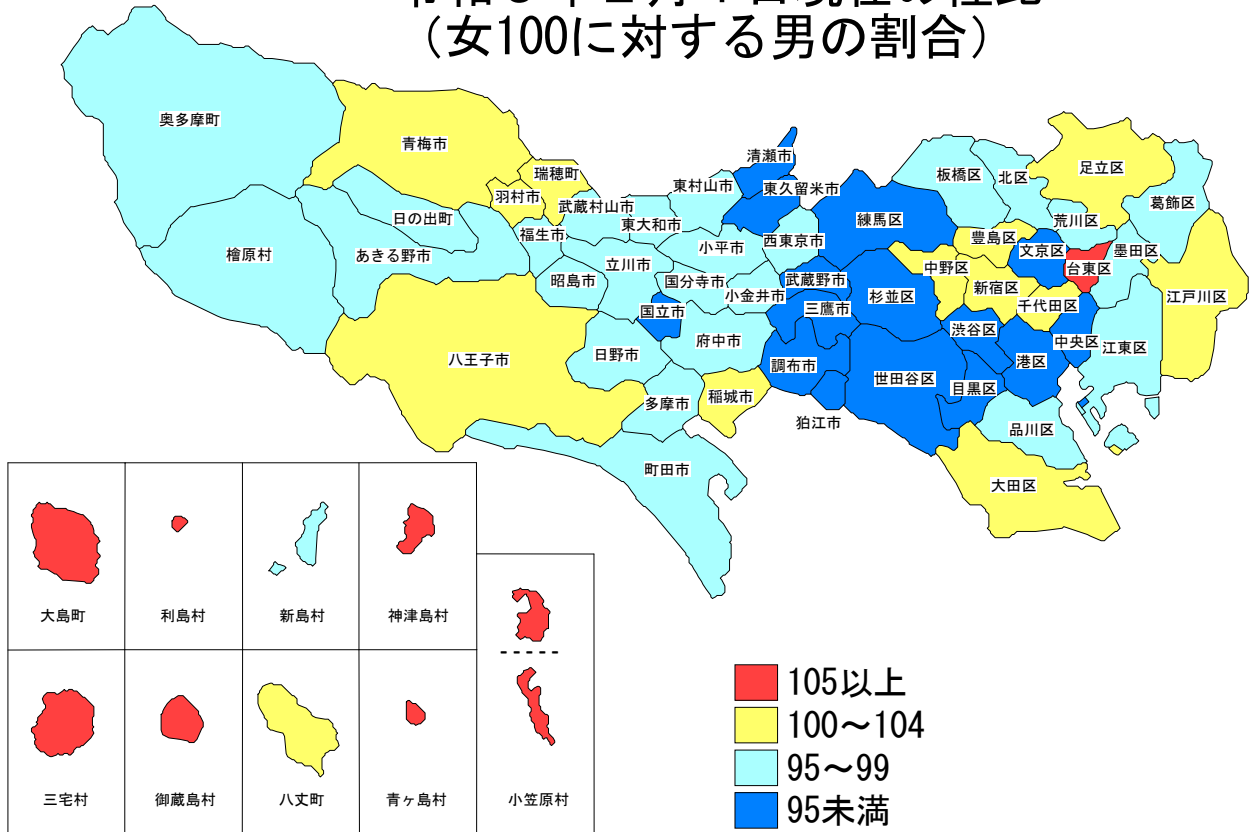 （女100に対する男の割合）
奥多摩町
青梅市
瑞穂町
羽村市
武蔵村山市
東大和市
東村山市
清瀬市
東久留米市
檜原村
日の出町
あきる野市
福生市
昭島市
立川市
小平市
西東京市
国分寺市
小金井市
武蔵野市
三鷹市
国立市
府中市
日野市
八王子市
多摩市
稲城市
調布市
狛江市
町田市
板橋区
北区
足立区
葛飾区
荒川区
練馬区
豊島区
文京区
台東区
墨田区
中野区
新宿区
千代田区
江戸川区
杉並区
渋谷区
中央区
江東区
港区
世田谷区
目黒区
品川区
大田区
大島町
利島村
新島村
神津島村
三宅村
御蔵島村
八丈町
青ヶ島村
小笠原村
105以上
100～104
95～99
95未満